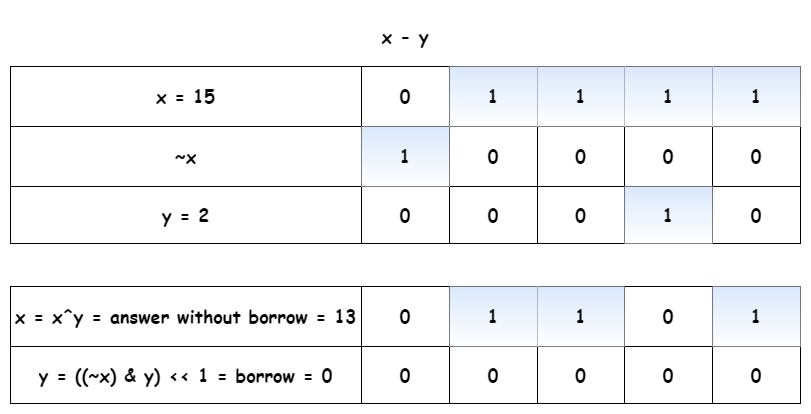 x - y
x = 15 0 1 1 1 1
~x 1 0 0 0 0
y = 2 0 0 0 1 0
x = x^y = answer without borrow = 13 0 1 1 0 1
y = ((~x) & y) << 1 = borrow = 0 0 0 0 0 0